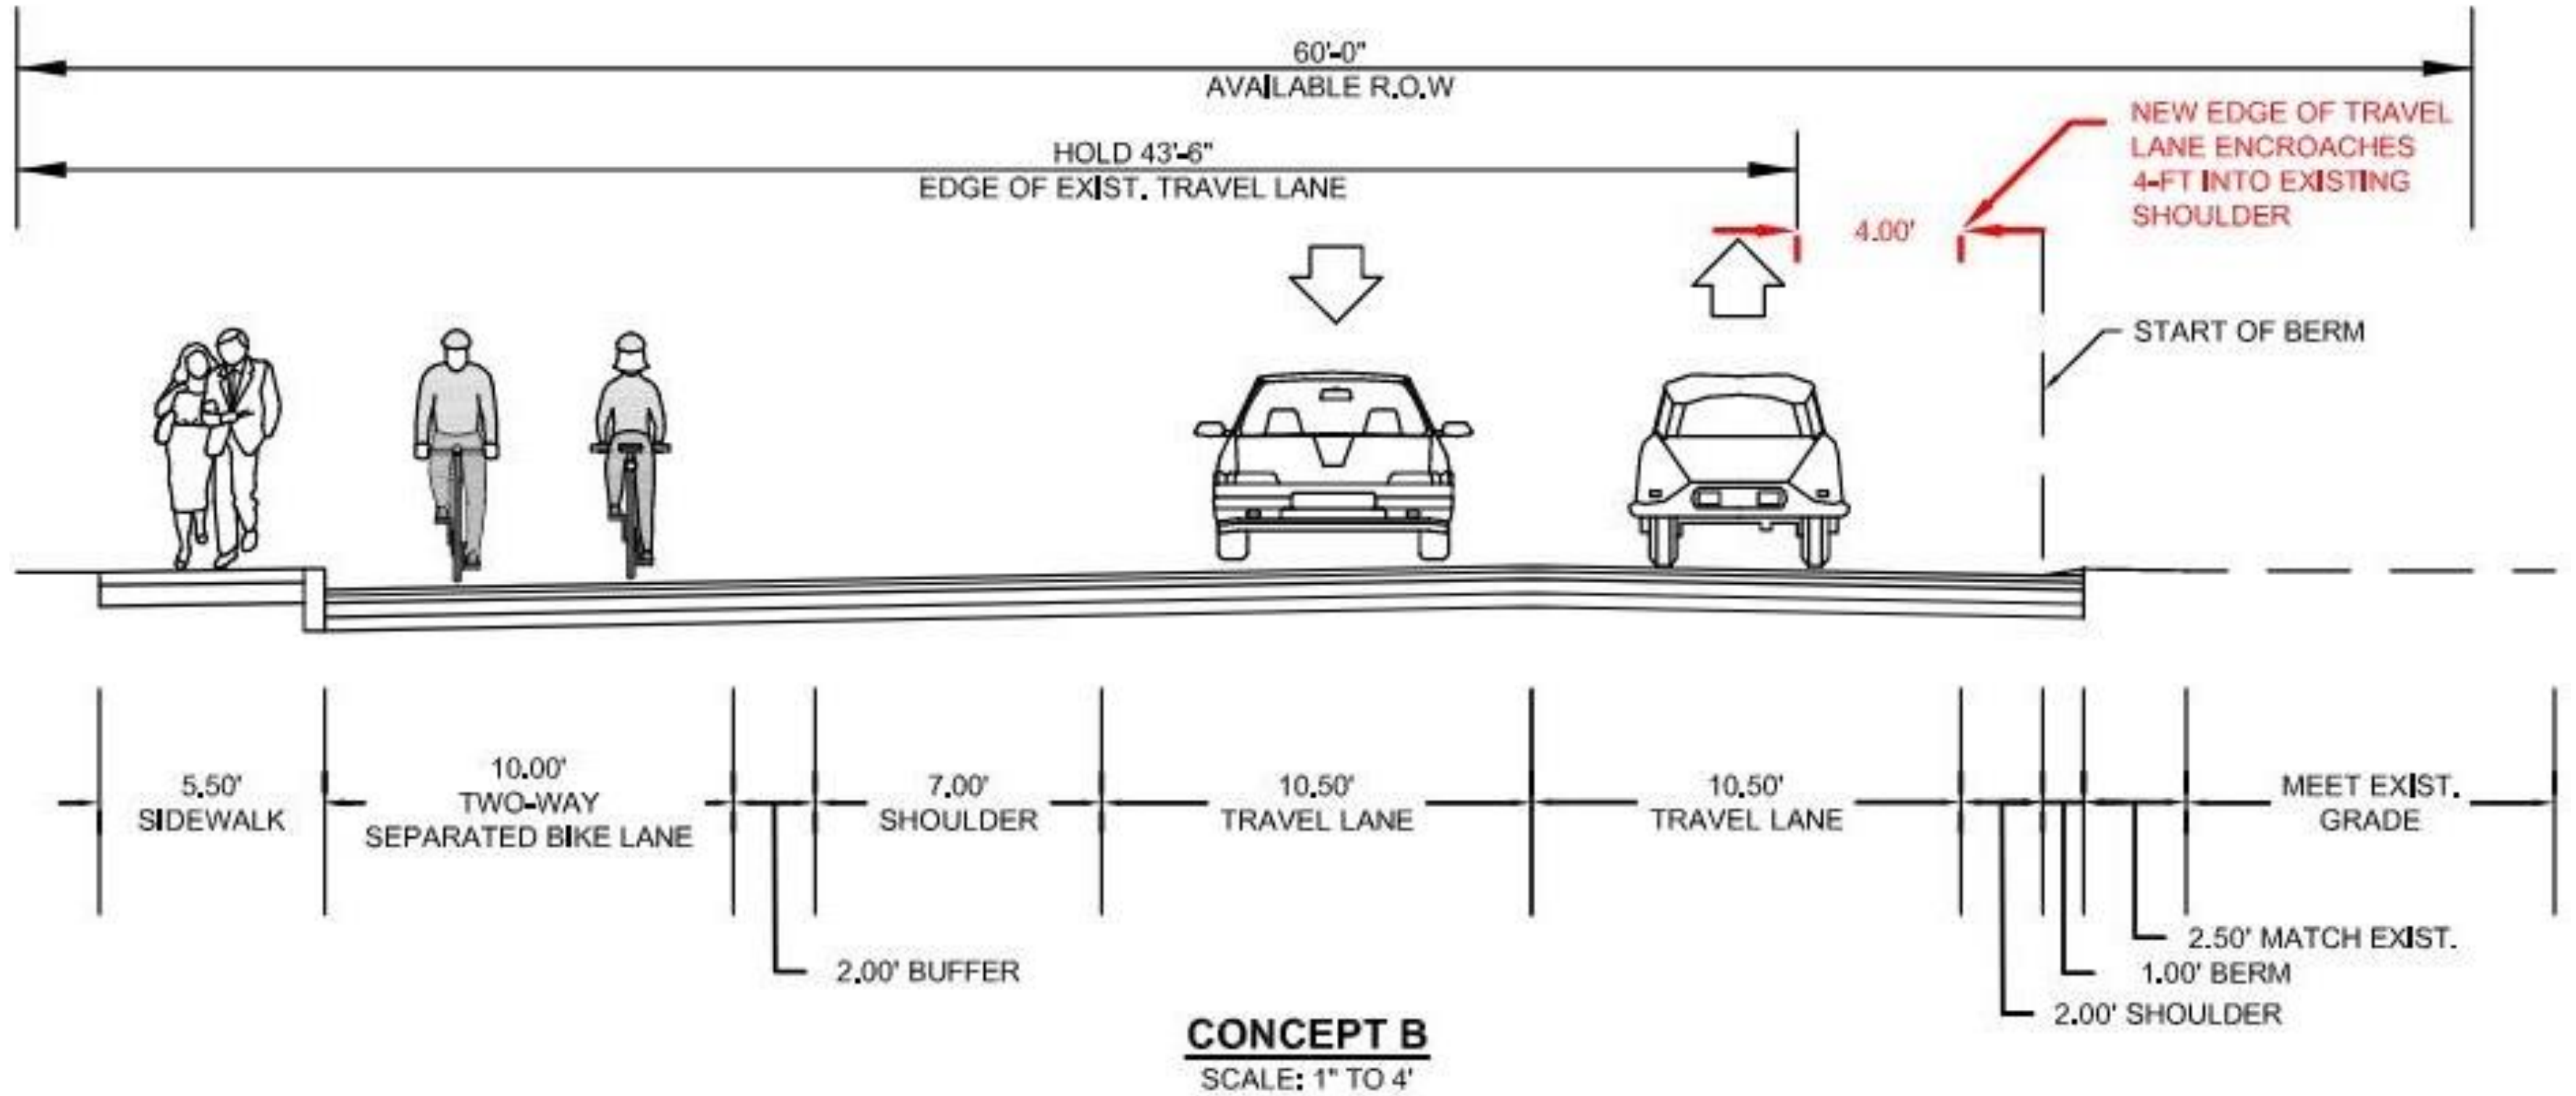 60'-0"
AVAILABLE R.O.W
HOLD 43'-6"
EDGE OF EXIST. TRAVEL LANE
NEW EDGE OF TRAVEL
LANE ENCROACHES
4-FT INTO EXISTING
SHOULDER
4.00'
START OF BERM
5.50'
SIDEWALK
10.00'
TWO-WAY
SEPARATED BIKE LANE
7.00'
SHOULDER
10.50'
TRAVEL LANE
10.50'
TRAVEL LANE
MEET EXIST.
GRADE
2.00' BUFFER
2.50' MATCH EXIST.
1.00' BERM
2.00' SHOULDER
CONCEPT B
SCALE: 1" TO 4'